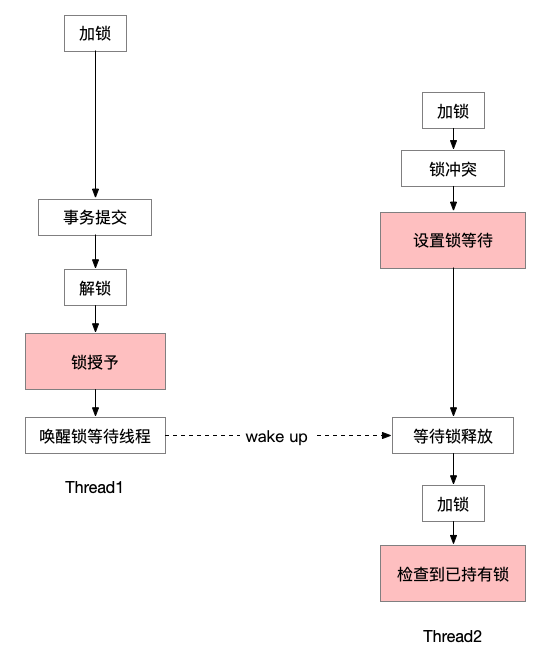 加锁
事务提交
解锁
锁授予
唤醒锁等待线程
Thread1
wake up
加锁
锁冲突
设置锁等待
等待锁释放
加锁
检查到已持有锁
Thread2